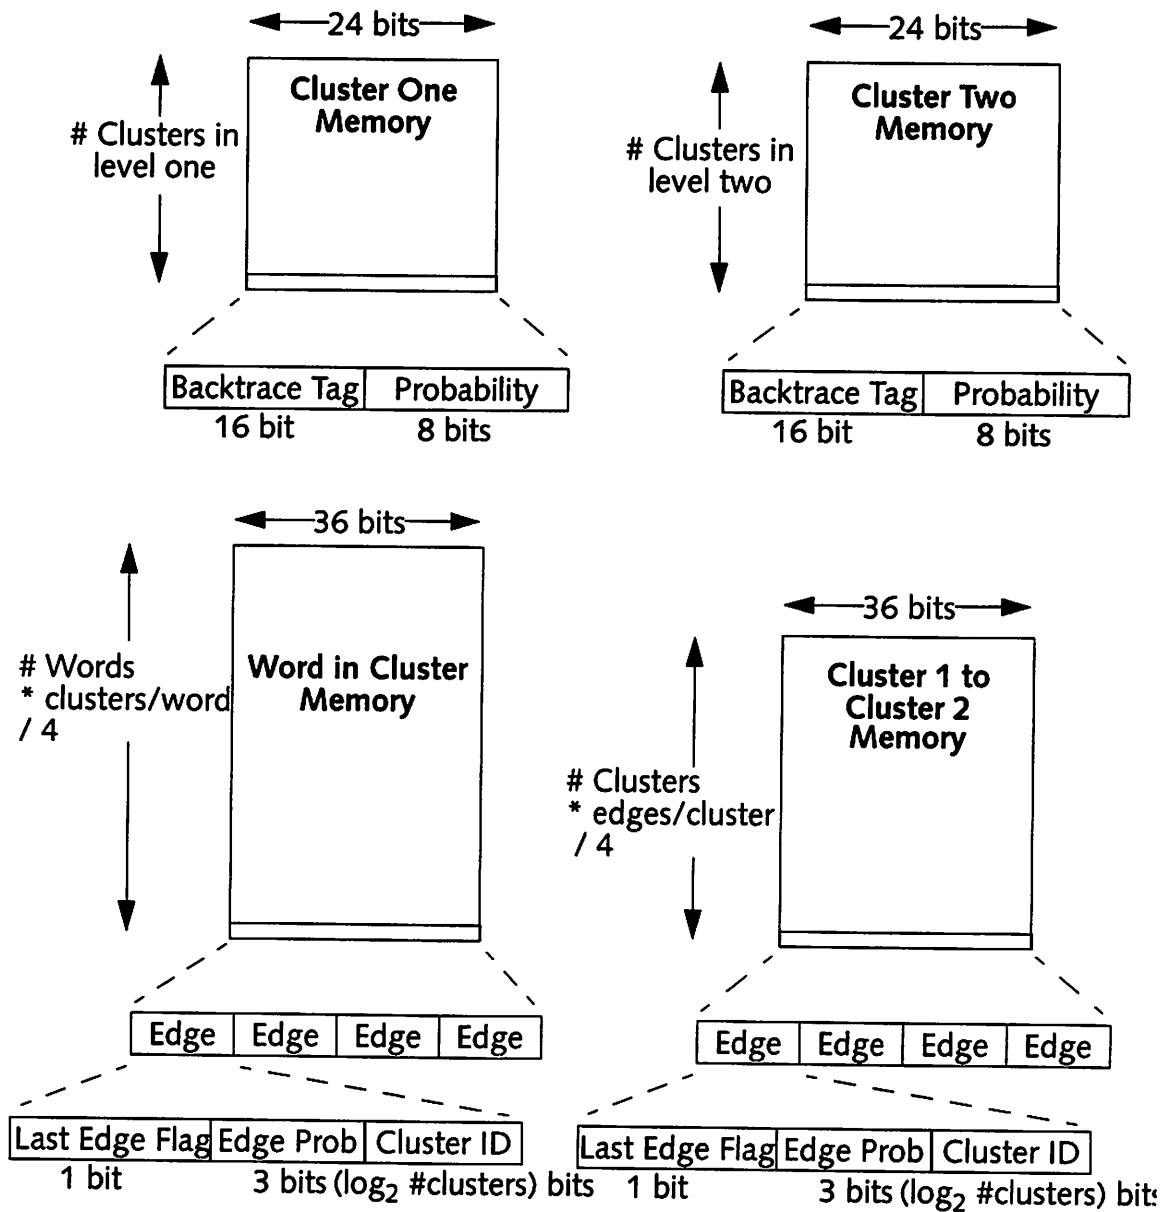 24 bits
Cluster One
Memory
# Clusters in
level one
Backtrace Tag Probability
16 bit 8 bits
24 bits
Cluster Two
Memory
# Clusters in
level two
Backtrace Tag Probability
16 bit 8 bits
36 bits
Word in Cluster
Memory
# Words
* clusters/word
/ 4
Edge Edge Edge Edge
Last Edge Flag Edge Prob Cluster ID
1 bit 3 bits (log₂ #clusters) bits
36 bits
Cluster 1 to
Cluster 2
Memory
# Clusters
* edges/cluster
/ 4
Edge Edge Edge Edge
Last Edge Flag Edge Prob Cluster ID
1 bit 3 bits (log₂ #clusters) bits